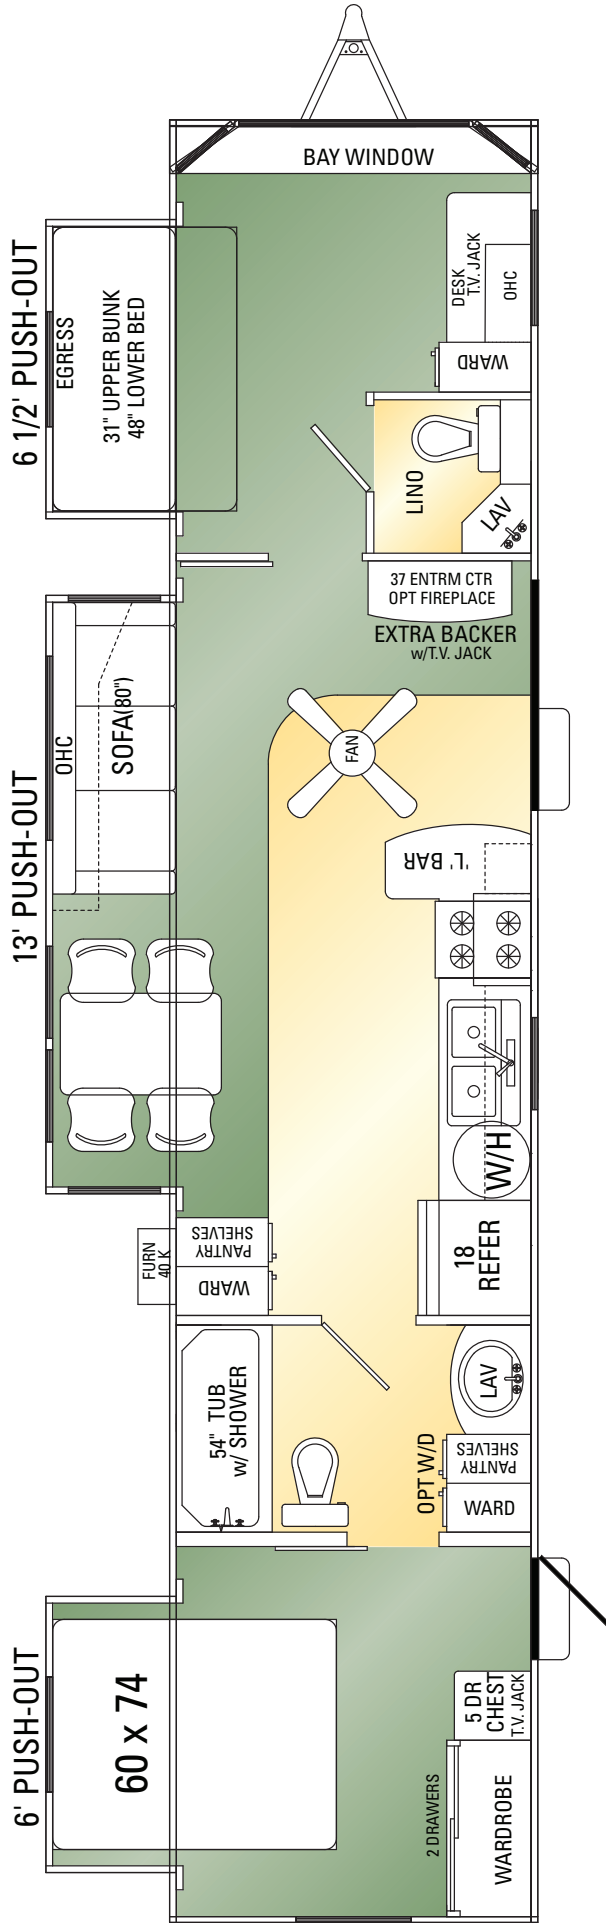 BAY WINDOW
6 1/2' PUSH-OUT
EGRESS
31" UPPER BUNK
48" LOWER BED
DESK
T.V. JACK
OHC
WARD
LINO
LAV
37 ENTRM CTR
OPT FIREPLACE
EXTRA BACKER
w/T.V. JACK
13' PUSH-OUT
OHC
SOFA(80")
FAN
'L' BAR
W/H
18
REFER
PANTRY
SHELVES
WARD
FURN
40 K
54" TUB
w/ SHOWER
LAV
OPT W/D
PANTRY
SHELVES
WARD
6' PUSH-OUT
60 x 74
5 DR
CHEST
T.V. JACK
2 DRAWERS
WARDROBE